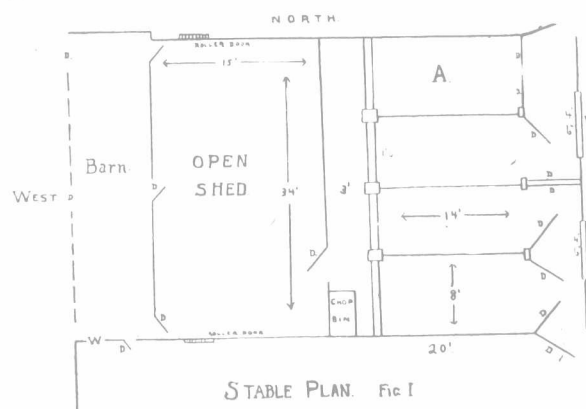 NORTH.
ROLLER DOOR
15'
A.
D
D
D
D
Barn
OPEN
SHED
WEST
D
D
34'
3'
D
D
14'
D.
D
D
8'
CHOP
BIN
D
D
D
W
D
ROLLER DOOR
20'
STABLE PLAN. FIG I